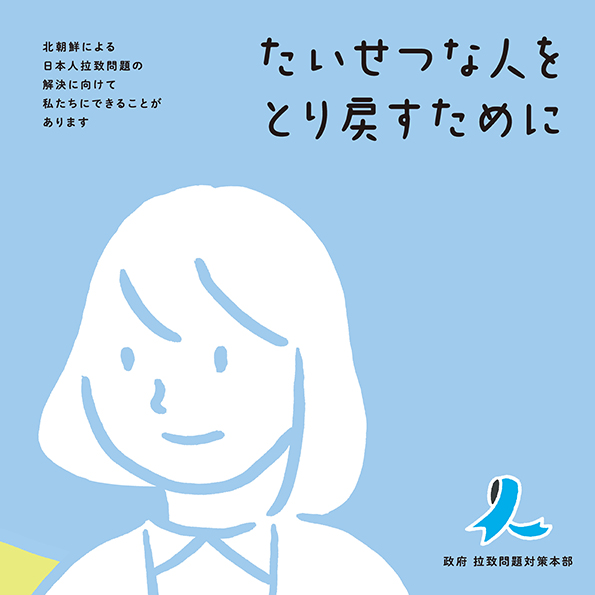 北朝鮮による
日本人拉致問題の
解決に向けて
私たちにできることが
あります
たいせつな人を
とり戻すために
政府 拉致問題対策本部